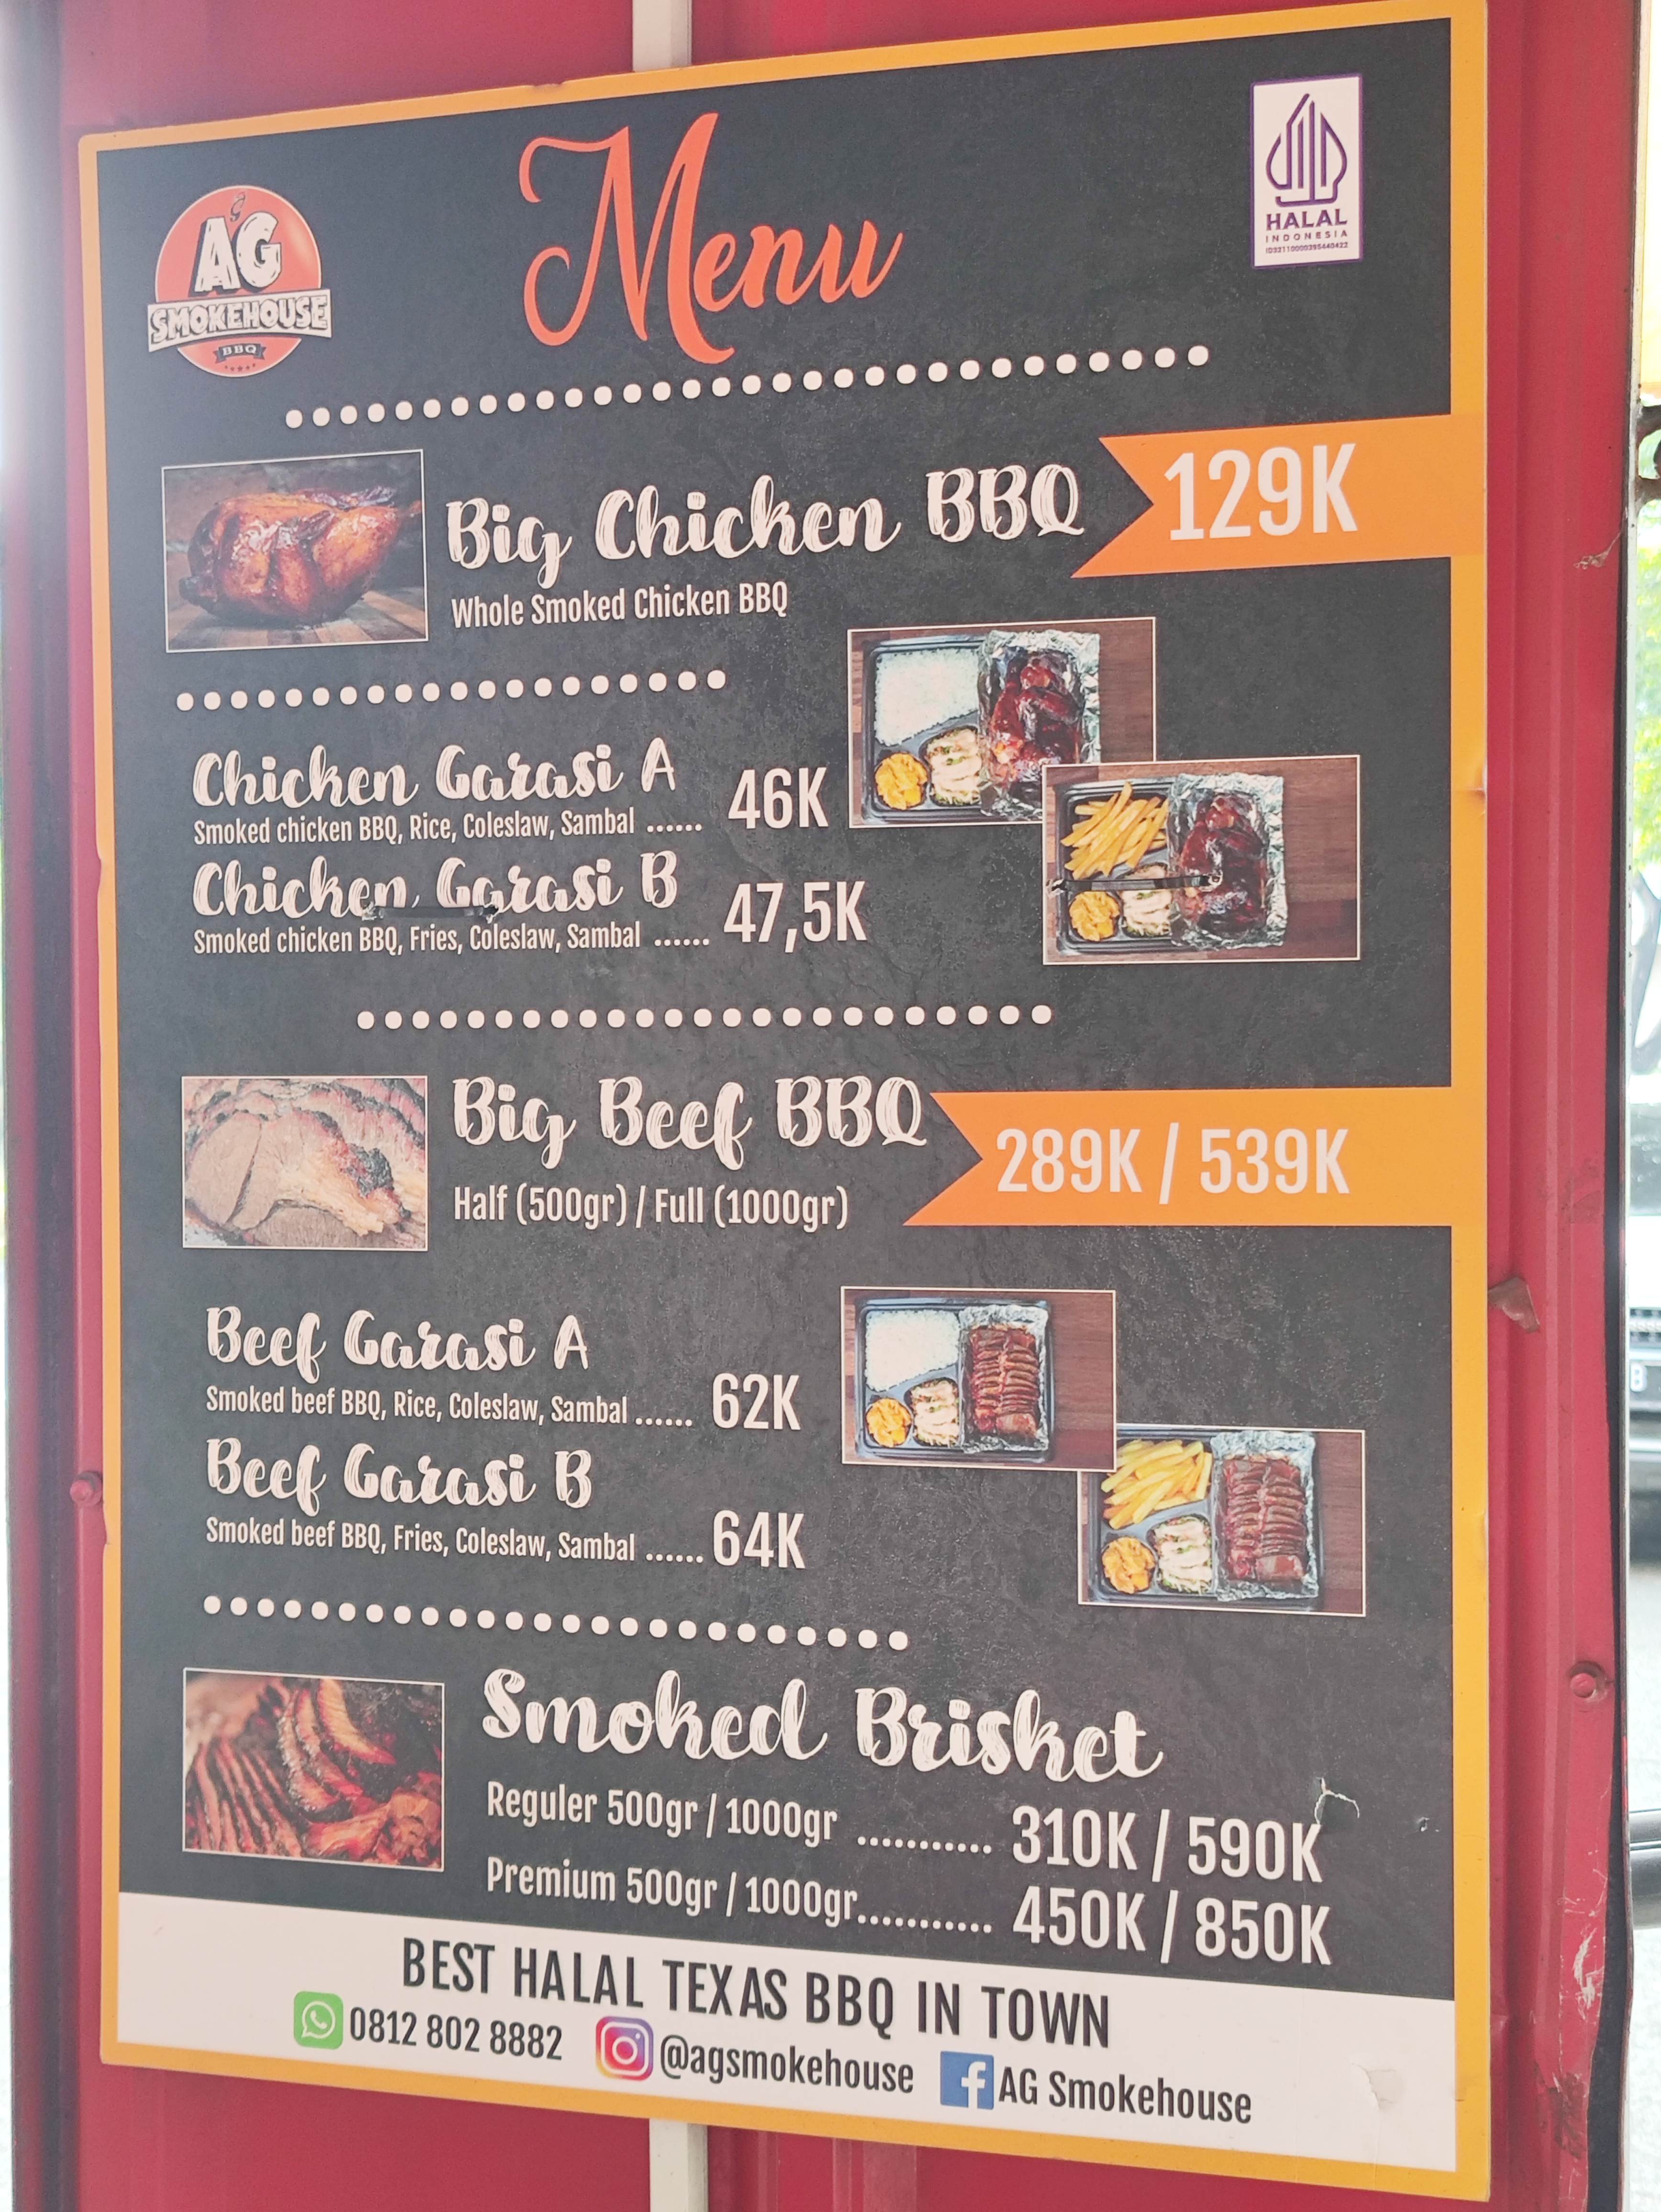 AG
SMOKEHOUSE
BBQ
Menu
HALAL
INDONESIA
ID32110000395440422
Big Chicken BBQ 129K
Whole Smoked Chicken BBQ
Chicken Garasi A
Smoked chicken BBQ, Rice, Coleslaw, Sambal ...... 46K
Chicken Garasi B
Smoked chicken BBQ, Fries, Coleslaw, Sambal ...... 47,5K
Big Beef BBQ 289K / 539K
Half (500gr) / Full (1000gr)
Beef Garasi A
Smoked beef BBQ, Rice, Coleslaw, Sambal ...... 62K
Beef Garasi B
Smoked beef BBQ, Fries, Coleslaw, Sambal ...... 64K
Smoked Brisket
Reguler 500gr / 1000gr ........... 310K / 590K
Premium 500gr / 1000gr........... 450K / 850K
BEST HALAL TEXAS BBQ IN TOWN
0812 802 8882 @agsmokehouse AG Smokehouse